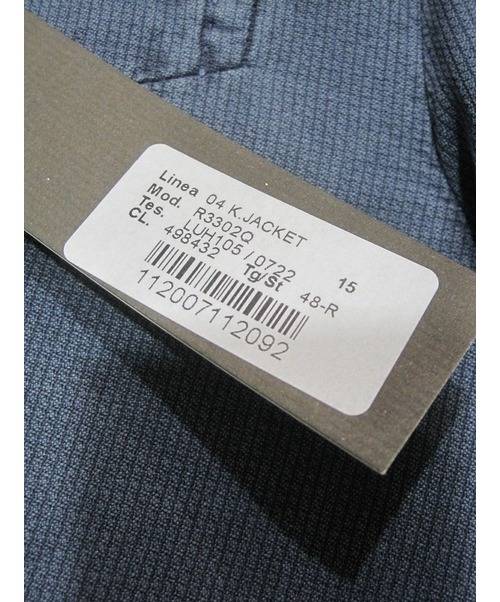 Linea 04 K.JACKET
Mod. R3302Q 15
Tes. LUH105 / 0722
CL. 498432 Tg/St 48-R
112007112092